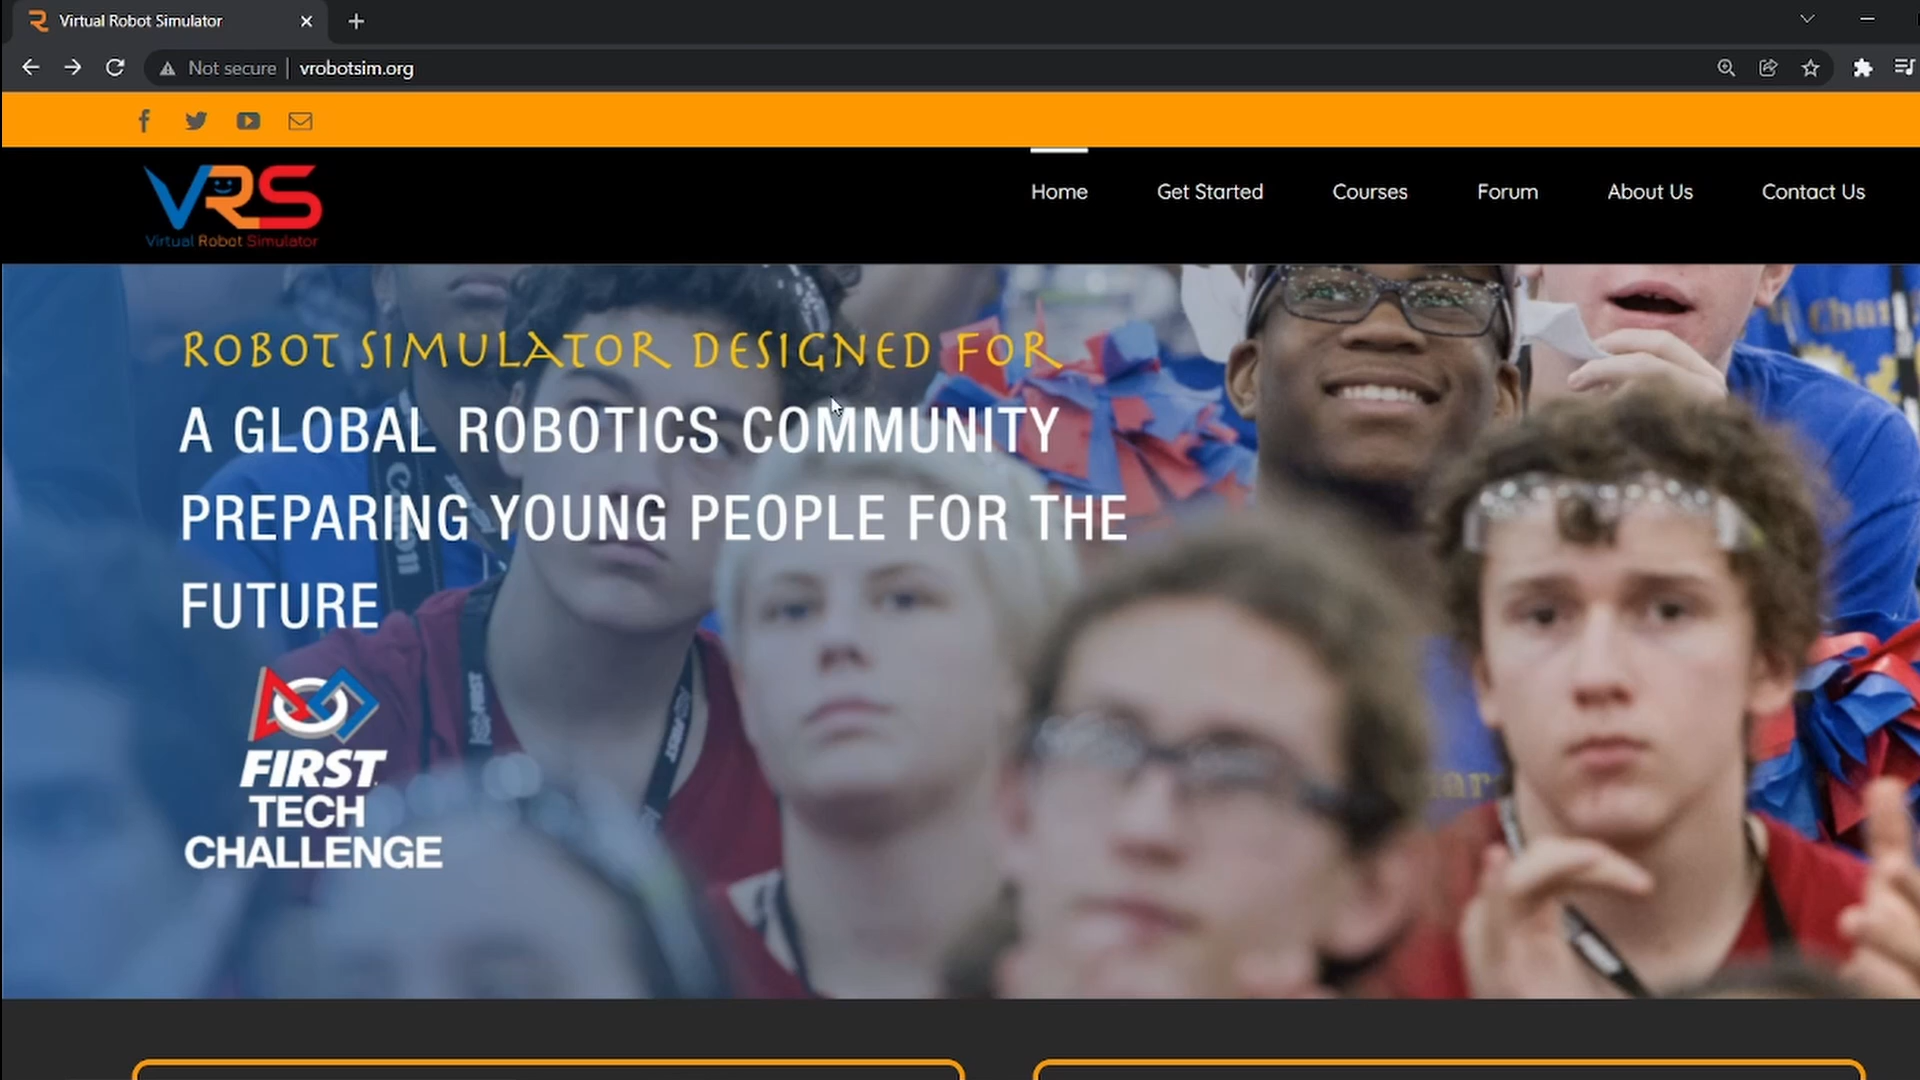 Virtual Robot Simulator
Not secure
vrobotsim.org
VRS
Virtual Robot Simulator
Home
Get Started
Courses
Forum
About Us
Contact Us
ROBOT SIMULATOR DESIGNED FOR
A GLOBAL ROBOTICS COMMUNITY
PREPARING YOUNG PEOPLE FOR THE
FUTURE
FIRST
TECH
CHALLENGE
Canon